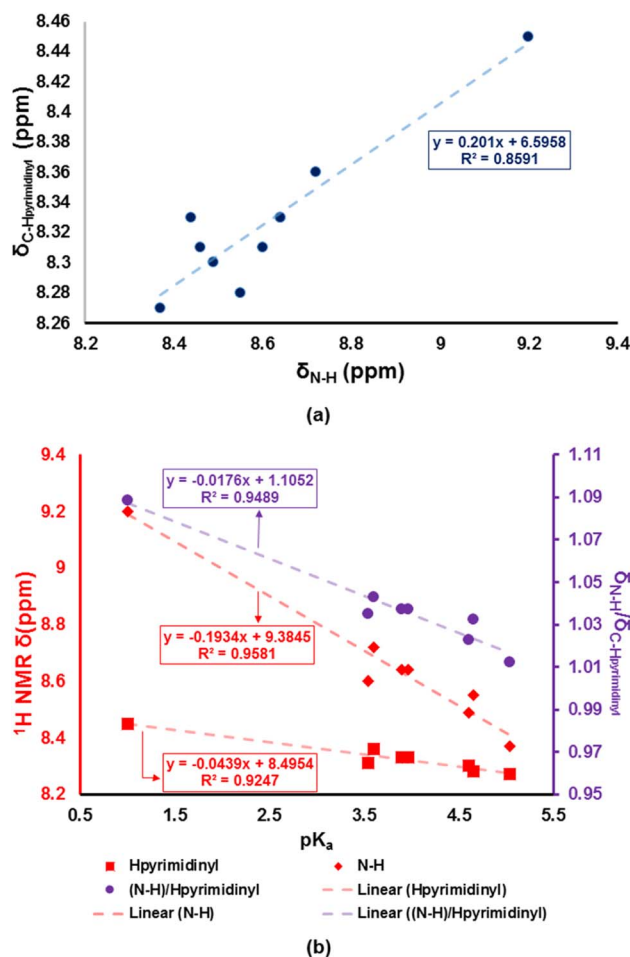 8.46
8.44
8.42
8.4
8.38
8.36
8.34
8.32
8.3
8.28
8.26
δC-Hpyrimidinyl (ppm)
y = 0.201x + 6.5958
R² = 0.8591
8.2 8.4 8.6 8.8 9 9.2 9.4
δN-H (ppm)
(a)
9.4
9.2
9
8.8
8.6
8.4
8.2
¹H NMR δ(ppm)
y = -0.0176x + 1.1052
R² = 0.9489
y = -0.1934x + 9.3845
R² = 0.9581
y = -0.0439x + 8.4954
R² = 0.9247
1.11
1.09
1.07
1.05
1.03
1.01
0.99
0.97
0.95
δN-H/δC-Hpyrimidinyl
0.5 1.5 2.5 3.5 4.5 5.5
pKa
Hpyrimidinyl N-H
(N-H)/Hpyrimidinyl Linear (Hpyrimidinyl)
Linear (N-H) Linear ((N-H)/Hpyrimidinyl)
(b)